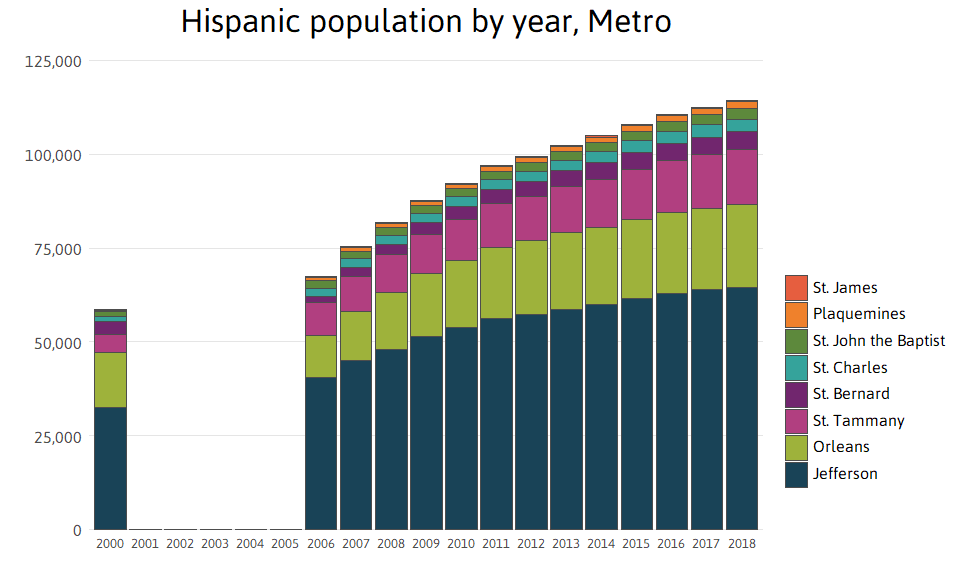 Hispanic population by year, Metro
125,000
100,000
75,000
50,000
25,000
0
2000 2001 2002 2003 2004 2005 2006 2007 2008 2009 2010 2011 2012 2013 2014 2015 2016 2017 2018
St. James
Plaquemines
St. John the Baptist
St. Charles
St. Bernard
St. Tammany
Orleans
Jefferson